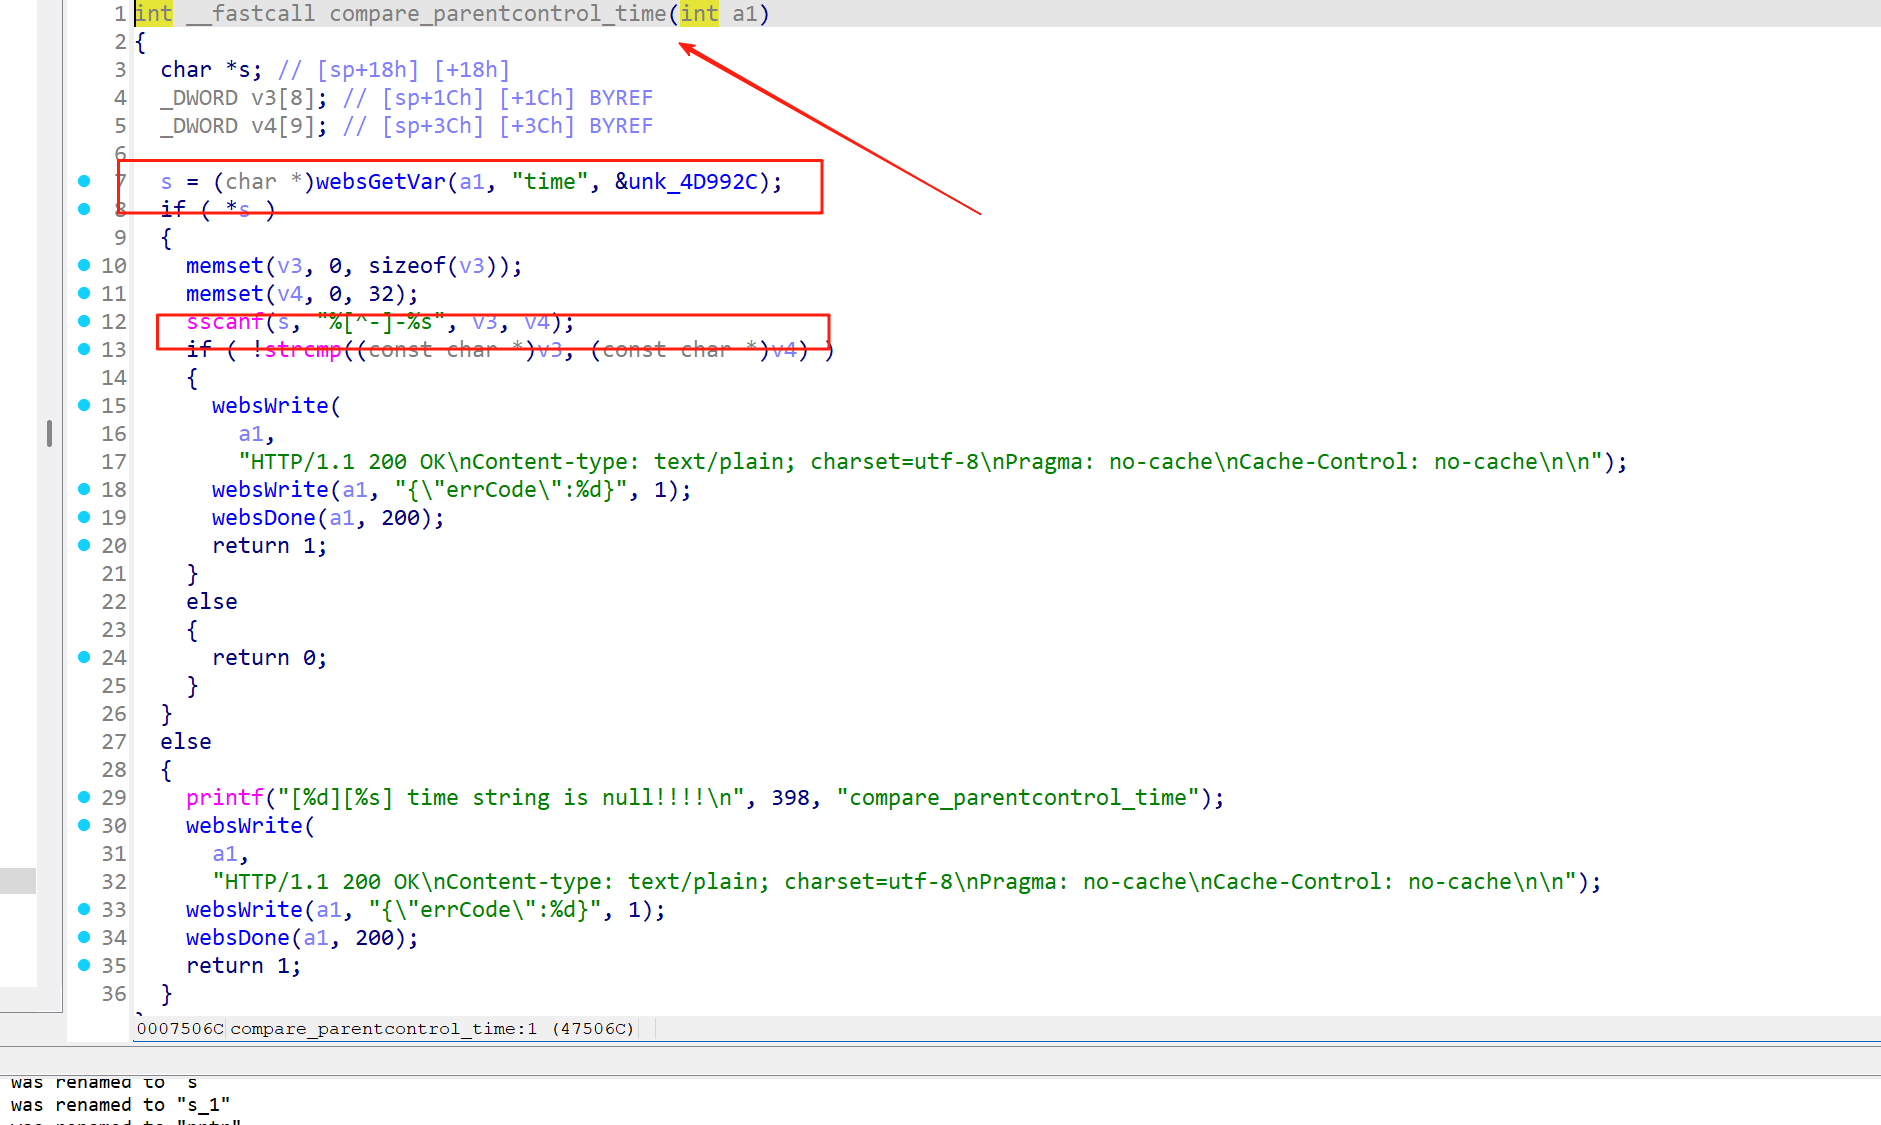 1 int __fastcall compare_parentcontrol_time(int a1)
2 {
3 char *s; // [sp+18h] [+18h]
4 _DWORD v3[8]; // [sp+1Ch] [+1Ch] BYREF
5 _DWORD v4[9]; // [sp+3Ch] [+3Ch] BYREF
6
7 s = (char *)websGetVar(a1, "time", &unk_4D992C);
8 if ( *s )
9 {
10 memset(v3, 0, sizeof(v3));
11 memset(v4, 0, 32);
12 sscanf(s, "%[^-]-%s", v3, v4);
13 if ( !strcmp((const char *)v3, (const char *)v4) )
14 {
15 websWrite(
16 a1,
17 "HTTP/1.1 200 OK\nContent-type: text/plain; charset=utf-8\nPragma: no-cache\nCache-Control: no-cache\n\n");
18 websWrite(a1, "{\"errCode\":%d}", 1);
19 websDone(a1, 200);
20 return 1;
21 }
22 else
23 {
24 return 0;
25 }
26 }
27 else
28 {
29 printf("[%d][%s] time string is null!!!!\n", 398, "compare_parentcontrol_time");
30 websWrite(
31 a1,
32 "HTTP/1.1 200 OK\nContent-type: text/plain; charset=utf-8\nPragma: no-cache\nCache-Control: no-cache\n\n");
33 websWrite(a1, "{\"errCode\":%d}", 1);
34 websDone(a1, 200);
35 return 1;
36 }
0007506C compare_parentcontrol_time:1 (47506C)
was renamed to "s
was renamed to "s_1"